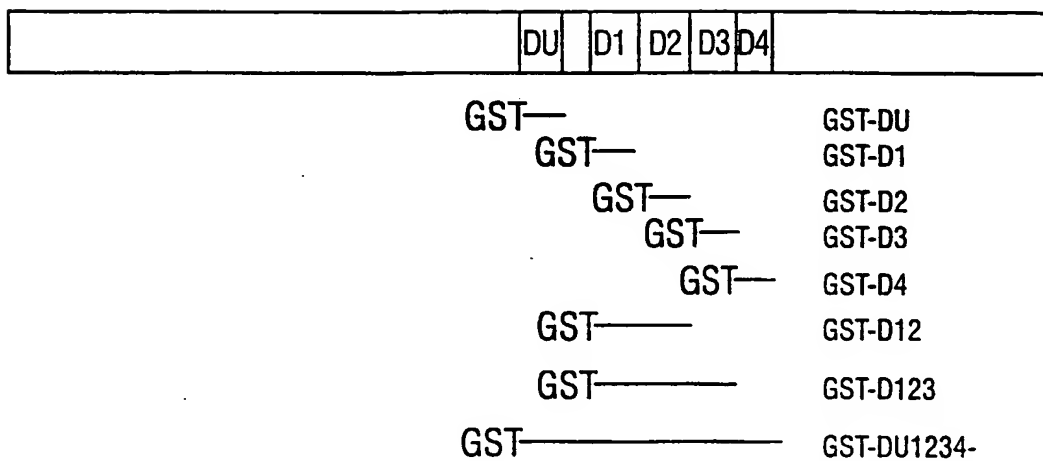 DU D1 D2 D3 D4
GST GST-DU
GST GST-D1
GST GST-D2
GST GST-D3
GST GST-D4
GST GST-D12
GST GST-D123
GST GST-DU1234-